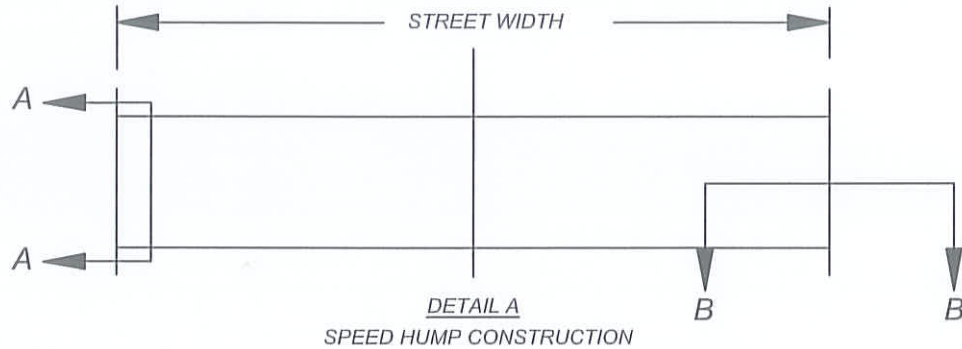 STREET WIDTH
A
A
B
B
DETAIL A
SPEED HUMP CONSTRUCTION